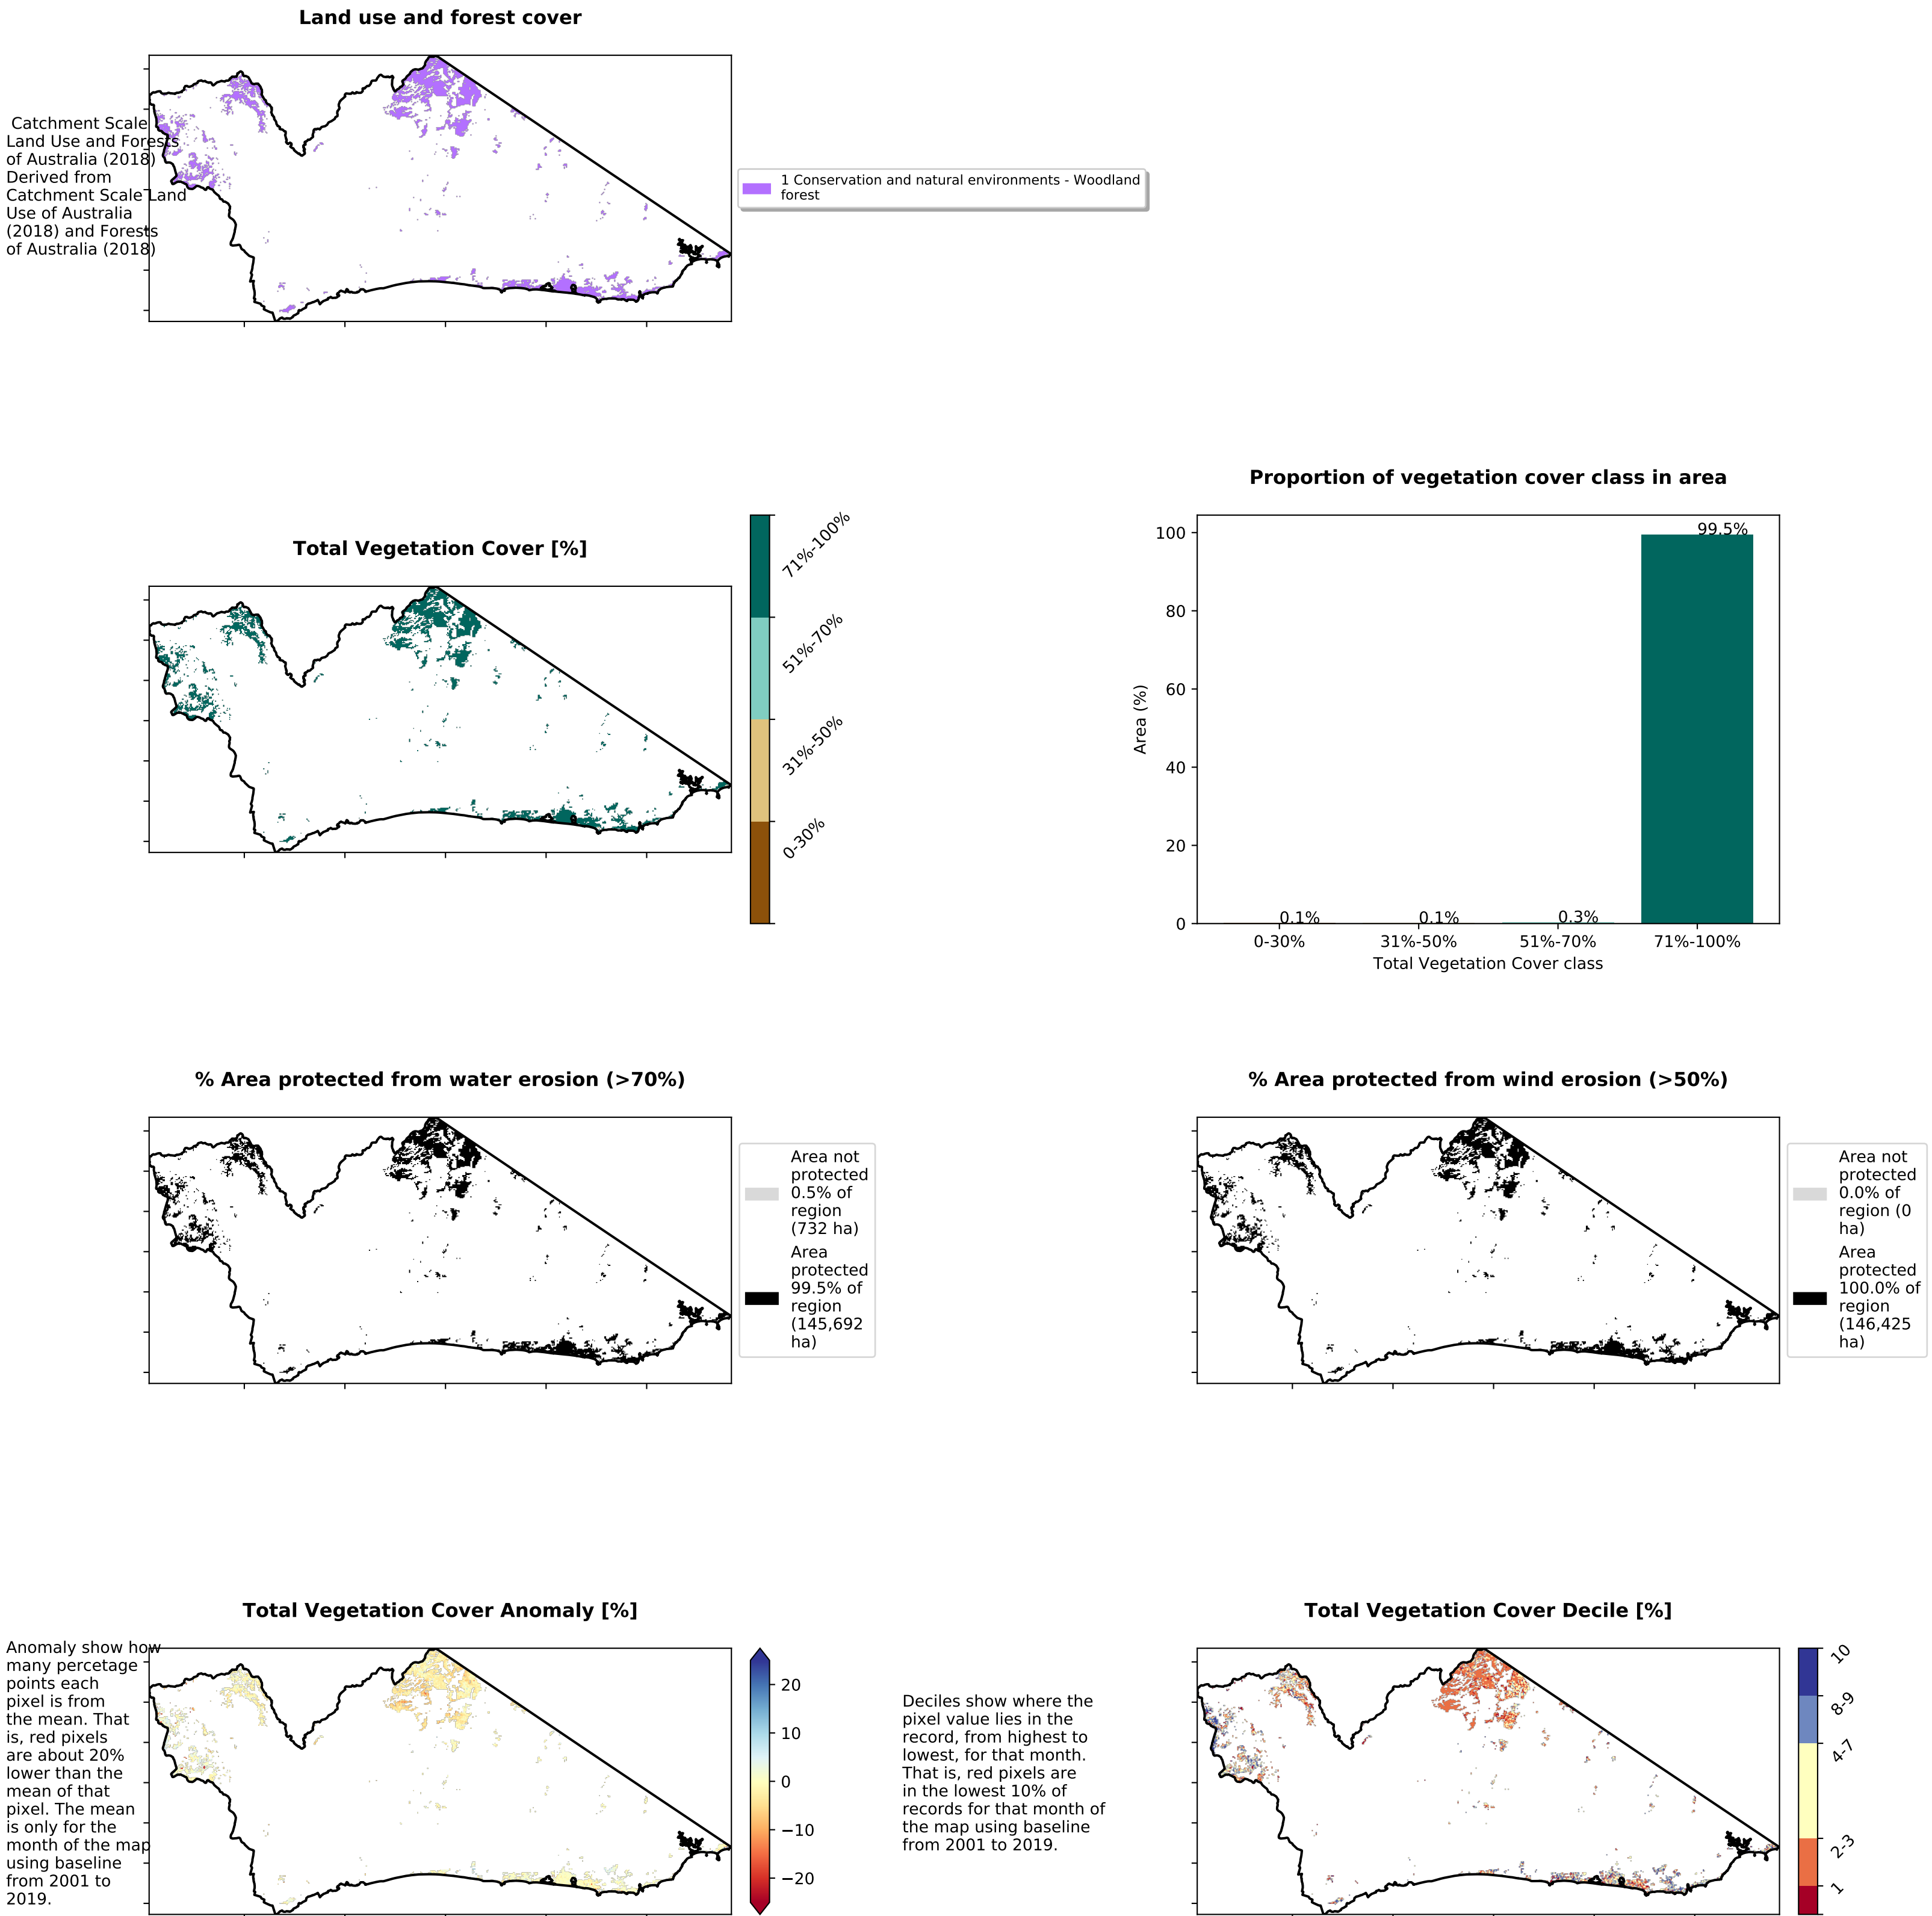 Land use and forest cover
Catchment Scale
Land Use and Forests
of Australia (2018)
Derived from
Catchment Scale Land
Use of Australia
(2018) and Forests
of Australia (2018)
1 Conservation and natural environments - Woodland
forest
Total Vegetation Cover [%]
71%-100%
51%-70%
31%-50%
0-30%
Proportion of vegetation cover class in area
Area (%)
100
80
60
40
20
0
0.1%
0.1%
0.3%
99.5%
0-30%
31%-50%
51%-70%
71%-100%
Total Vegetation Cover class
% Area protected from water erosion (>70%)
Area not
protected
0.5% of
region
(732 ha)
Area
protected
99.5% of
region
(145,692
ha)
% Area protected from wind erosion (>50%)
Area not
protected
0.0% of
region (0
ha)
Area
protected
100.0% of
region
(146,425
ha)
Total Vegetation Cover Anomaly [%]
Anomaly show how
many percetage
points each
pixel is from
the mean. That
is, red pixels
are about 20%
lower than the
mean of that
pixel. The mean
is only for the
month of the map
using baseline
from 2001 to
2019.
20
10
0
−10
−20
Total Vegetation Cover Decile [%]
Deciles show where the
pixel value lies in the
record, from highest to
lowest, for that month.
That is, red pixels are
in the lowest 10% of
records for that month of
the map using baseline
from 2001 to 2019.
10
8-9
4-7
2-3
1